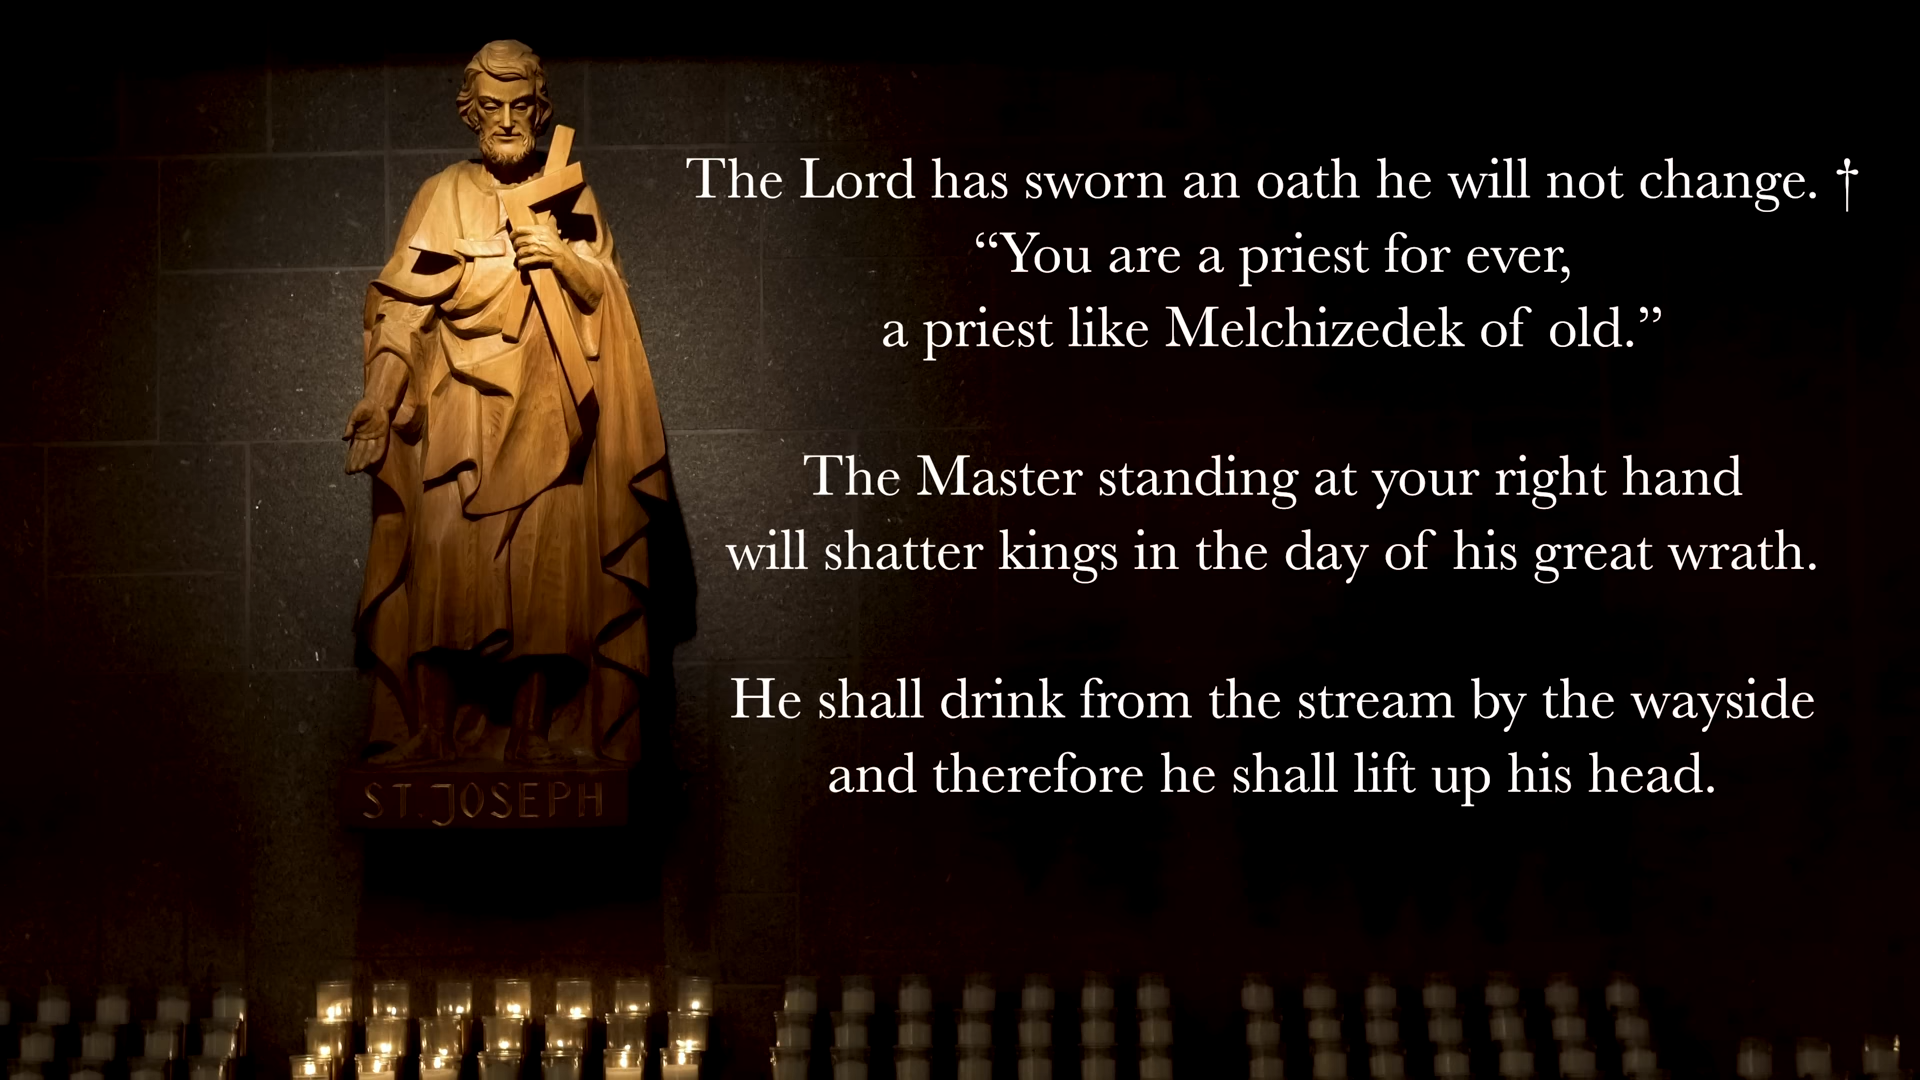 The Lord has sworn an oath he will not change. †
“You are a priest for ever,
a priest like Melchizedek of old.”
The Master standing at your right hand
will shatter kings in the day of his great wrath.
He shall drink from the stream by the wayside
and therefore he shall lift up his head.
ST. JOSEPH